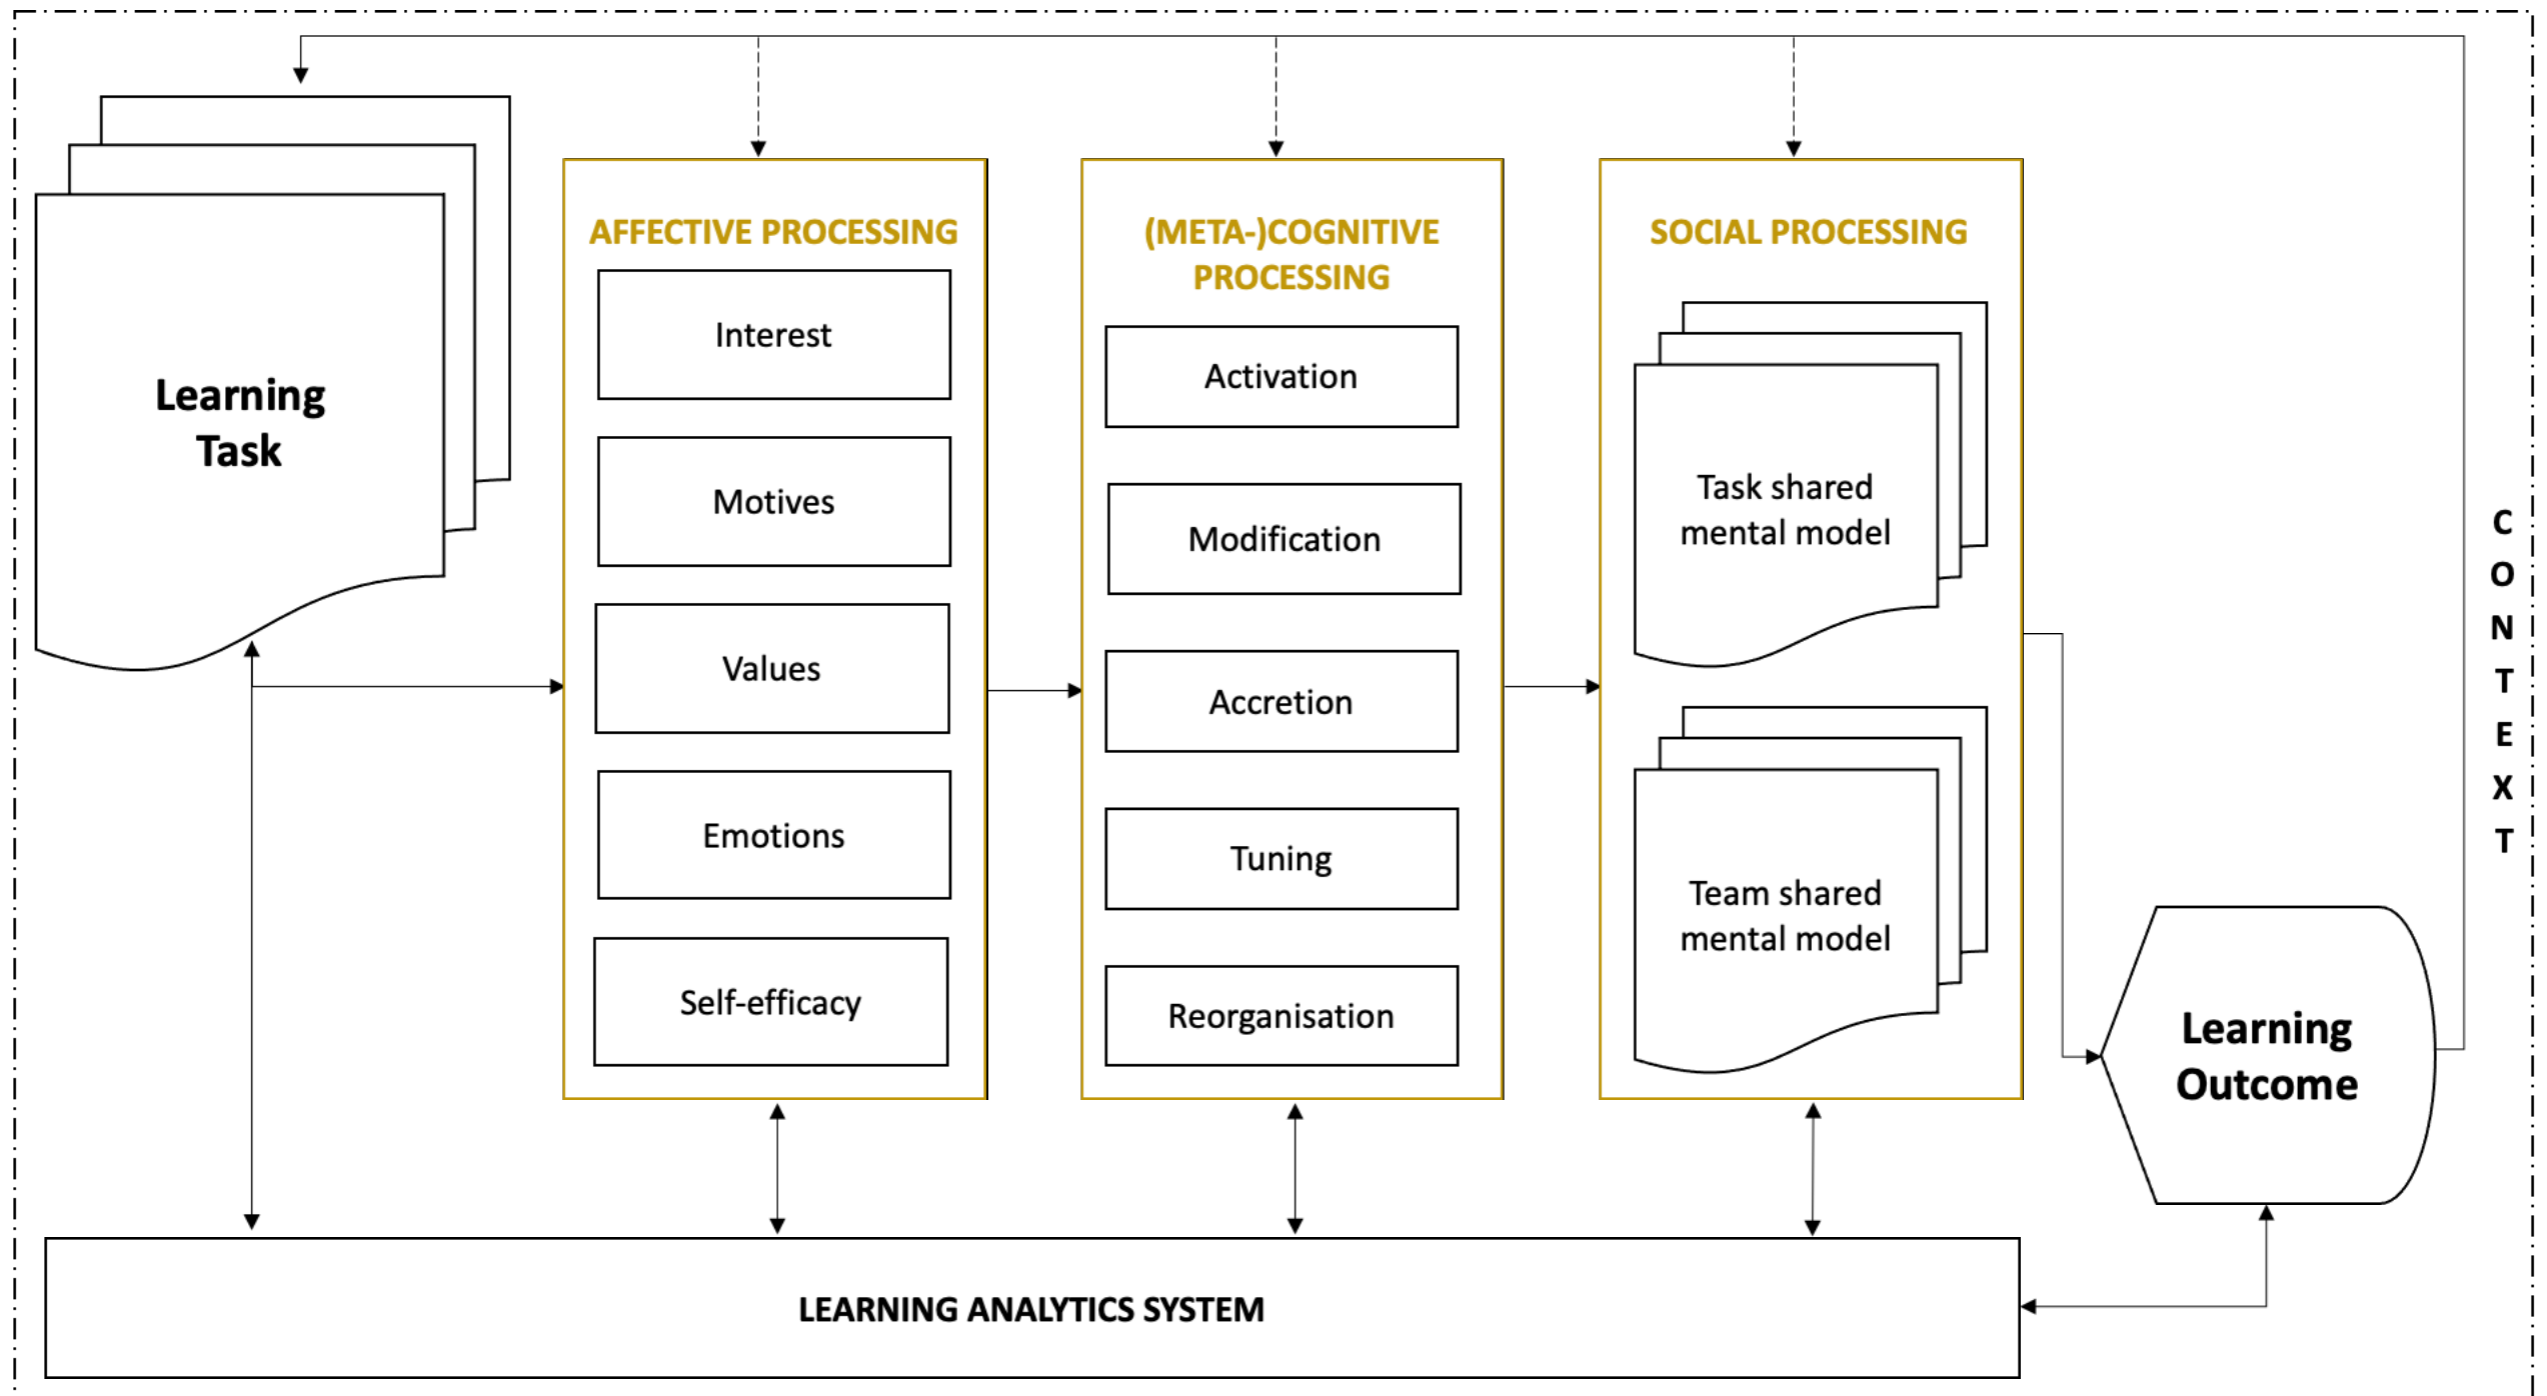 Learning
Task
AFFECTIVE PROCESSING
Interest
Motives
Values
Emotions
Self-efficacy
(META-)COGNITIVE
PROCESSING
Activation
Modification
Accretion
Tuning
Reorganisation
SOCIAL PROCESSING
Task shared
mental model
Team shared
mental model
Learning
Outcome
CONTEXT
LEARNING ANALYTICS SYSTEM